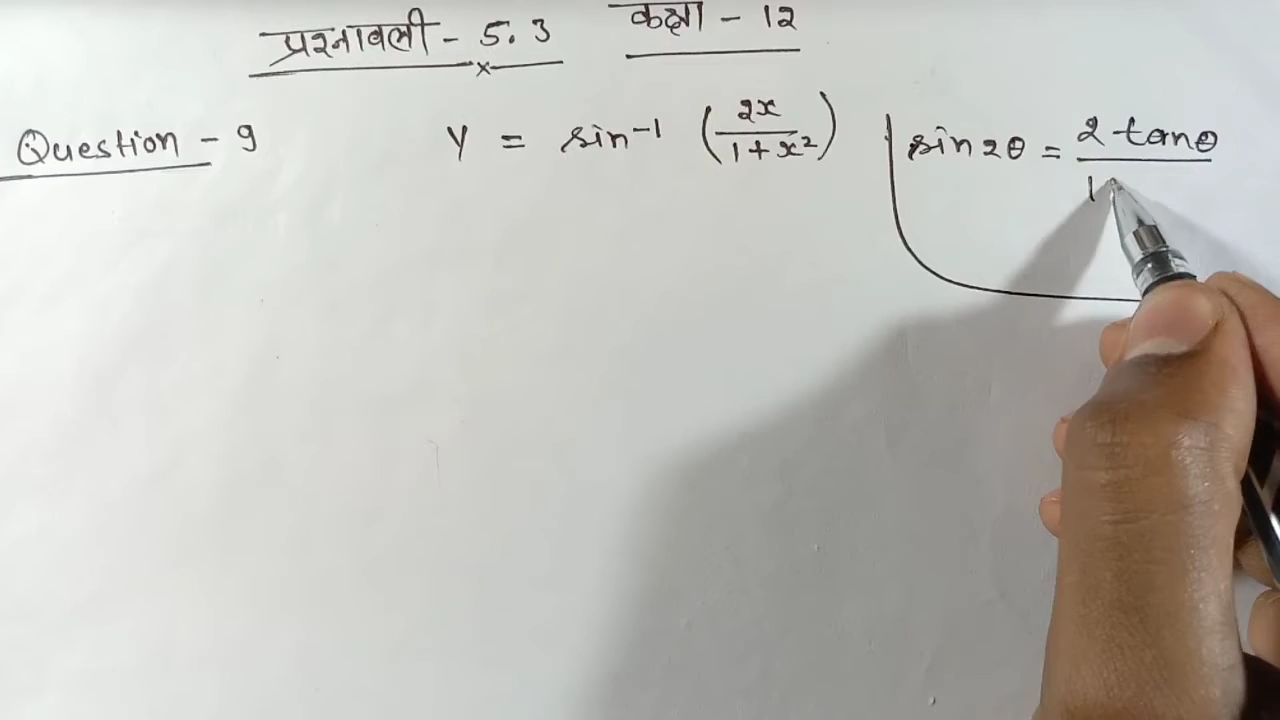 प्रश्नावली - 5.3 कक्षा - 12
Question - 9 y = sin⁻¹ (2x / 1 + x²) sin 2θ = 2 tanθ / 1